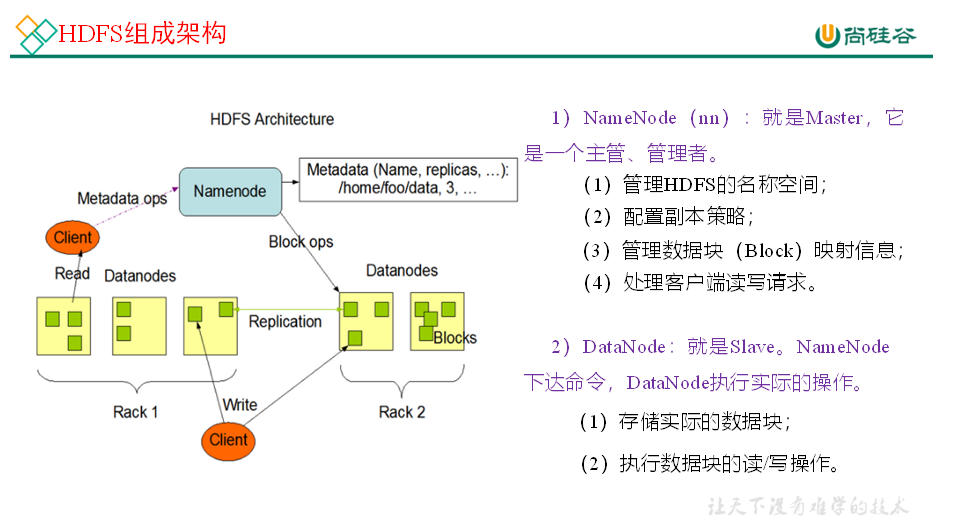 HDFS组成架构
尚硅谷
HDFS Architecture
Metadata (Name, replicas, …):
/home/foo/data, 3, …
Namenode
Metadata ops
Client
Block ops
Read
Datanodes
Datanodes
Replication
Blocks
Write
Rack 1
Rack 2
Client
1）NameNode（nn）：就是Master，它
是一个主管、管理者。
（1）管理HDFS的名称空间；
（2）配置副本策略；
（3）管理数据块（Block）映射信息；
（4）处理客户端读写请求。
2）DataNode：就是Slave。NameNode
下达命令，DataNode执行实际的操作。
（1）存储实际的数据块；
（2）执行数据块的读/写操作。
让天下没有难学的技术